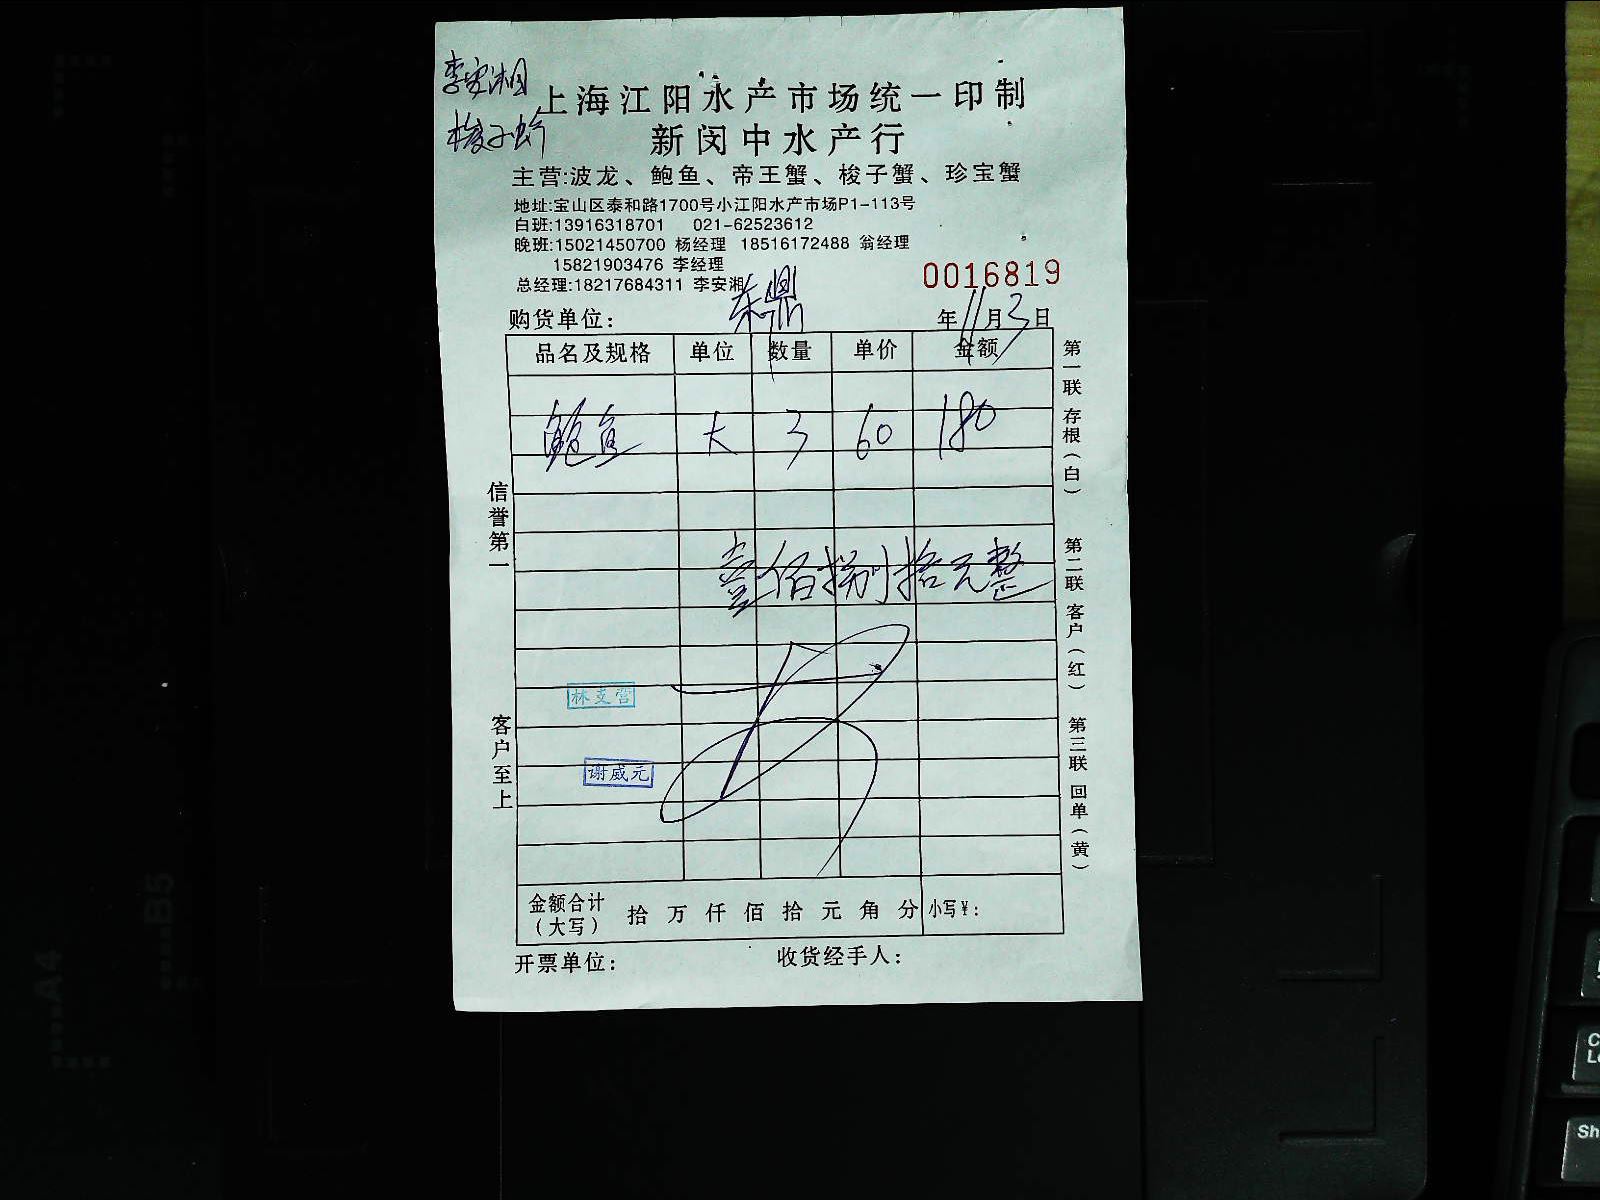 李安湘
梭子蟹
上海江阳水产市场统一印制
新闵中水产行
主营:波龙、鲍鱼、帝王蟹、梭子蟹、珍宝蟹
地址:宝山区泰和路1700号小江阳水产市场P1-113号
白班:13916318701 021-62523612
晚班:15021450700 杨经理 18516172488 翁经理
15821903476 李经理
总经理:18217684311 李安湘
0016819
购货单位: 年11月3日
品名及规格 单位 数量 单价 金额
鲍鱼 大 3 60 180
壹佰捌拾元整
林支营
谢威元
金额合计(大写) 拾 万 仟 佰 拾 元 角 分 小写¥:
开票单位: 收货经手人:
信誉第一
客户至上
第一联 存根(白)
第二联 客户(红)
第三联 回单(黄)
A4
B5
Sh